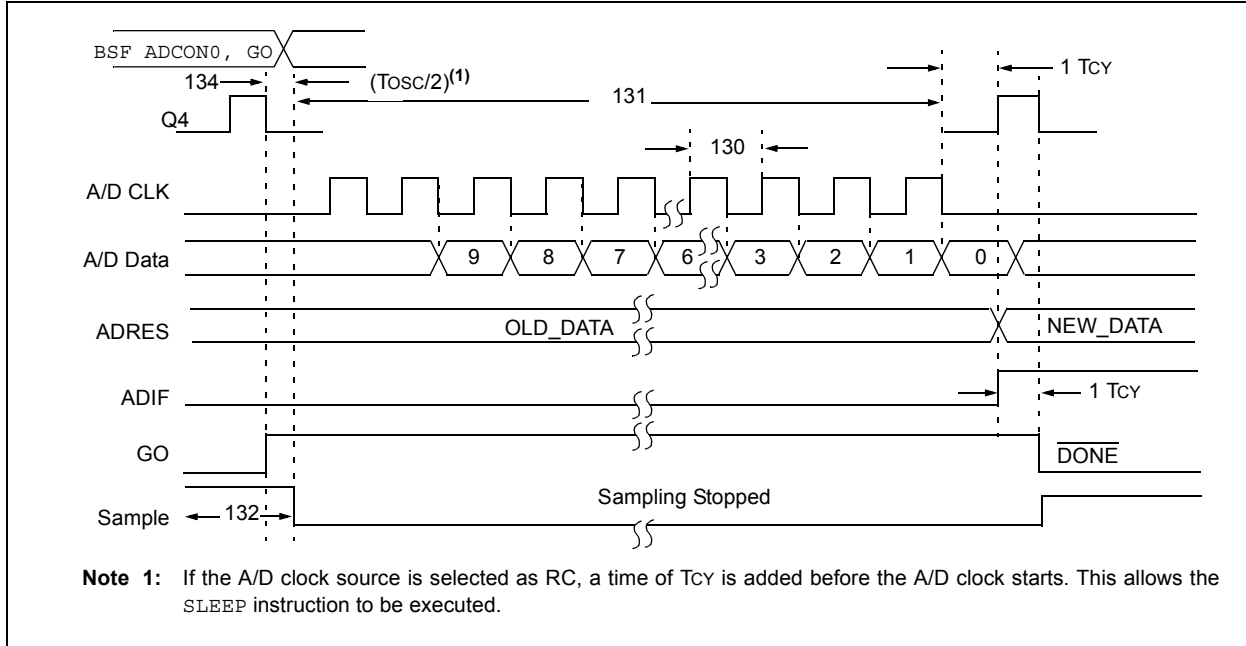 BSF ADCON0, GO
134 (TOSC/2)(1) 131 1 TCY
Q4
130
A/D CLK
A/D Data 9 8 7 6 3 2 1 0
ADRES OLD_DATA NEW_DATA
ADIF 1 TCY
GO DONE
Sampling Stopped
Sample 132
Note 1: If the A/D clock source is selected as RC, a time of TCY is added before the A/D clock starts. This allows the
SLEEP instruction to be executed.